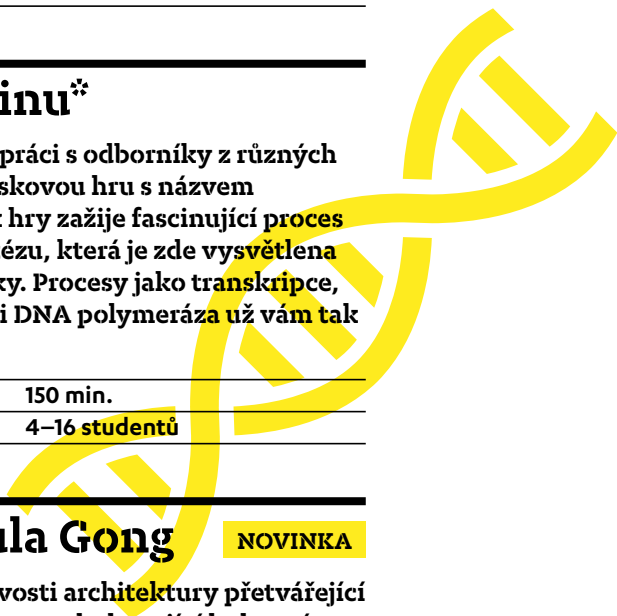 inu*
práci s odborníky z různých
skovou hru s názvem
hry zažije fascinující proces
ézu, která je zde vysvětlena
ky. Procesy jako transkripce,
i DNA polymeráza už vám tak
150 min.
4–16 studentů
ula Gong NOVINKA
vosti architektury přetvářející